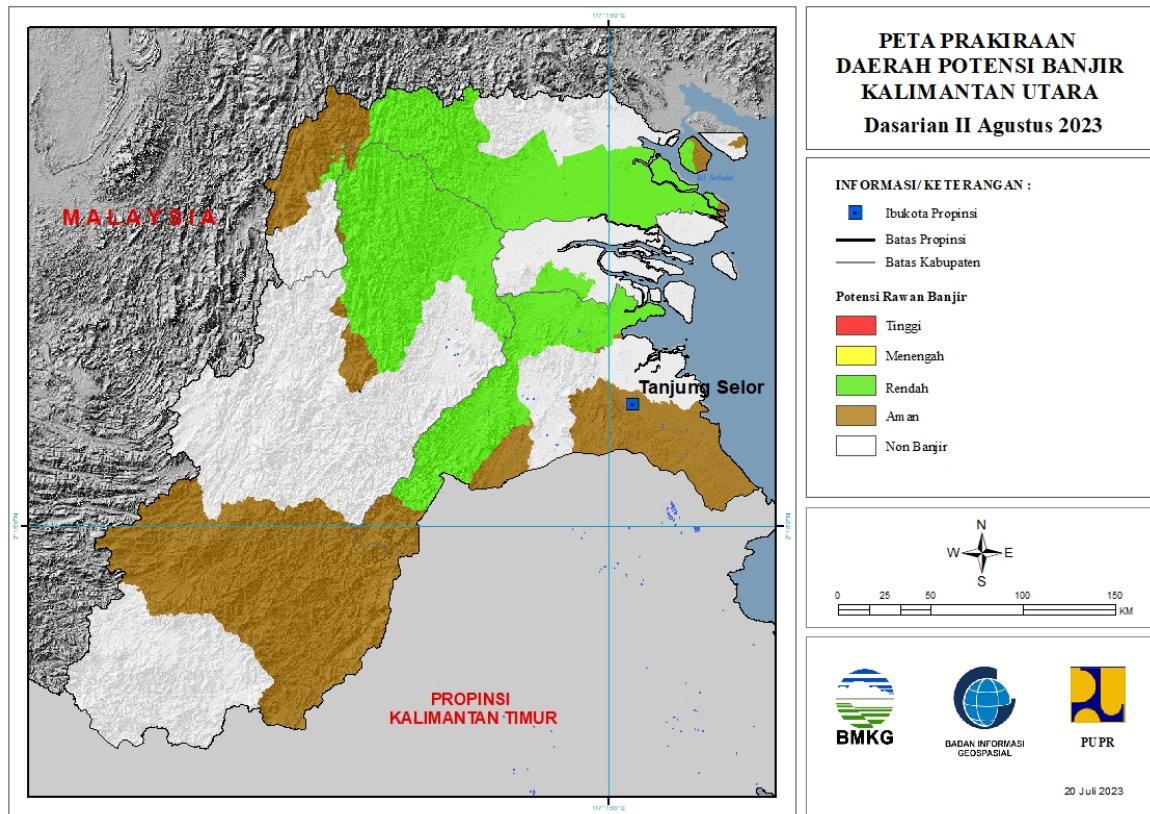 PETA PRAKIRAAN
DAERAH POTENSI BANJIR
KALIMANTAN UTARA
Dasarian II Agustus 2023
INFORMASI/ KETERANGAN :
Ibukota Propinsi
Batas Propinsi
Batas Kabupaten
Potensi Rawan Banjir
Tinggi
Menengah
Rendah
Aman
Non Banjir
N
W E
S
0 25 50 100 150
KM
BMKG
BADAN INFORMASI
GEOSPASIAL
PUPR
20 Juli 2023
MALAYSIA
Tel Sebuku
Tanjung Selor
PROPINSI
KALIMANTAN TIMUR